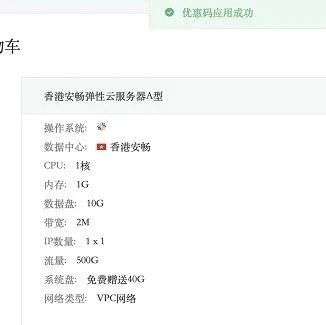 优惠码应用成功
物车
香港安畅弹性云服务器A型
操作系统:
数据中心: 香港安畅
CPU: 1核
内存: 1G
数据盘: 10G
带宽: 2M
IP数量: 1 x 1
流量: 500G
系统盘: 免费赠送40G
网络类型: VPC网络